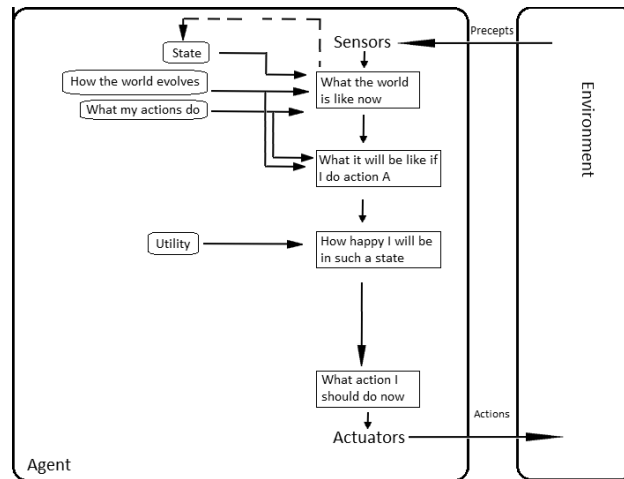 Precepts
Sensors
State
How the world evolves
What my actions do
What the world
is like now
What it will be like if
I do action A
Utility
How happy I will be
in such a state
What action I
should do now
Actuators
Actions
Agent
Environment